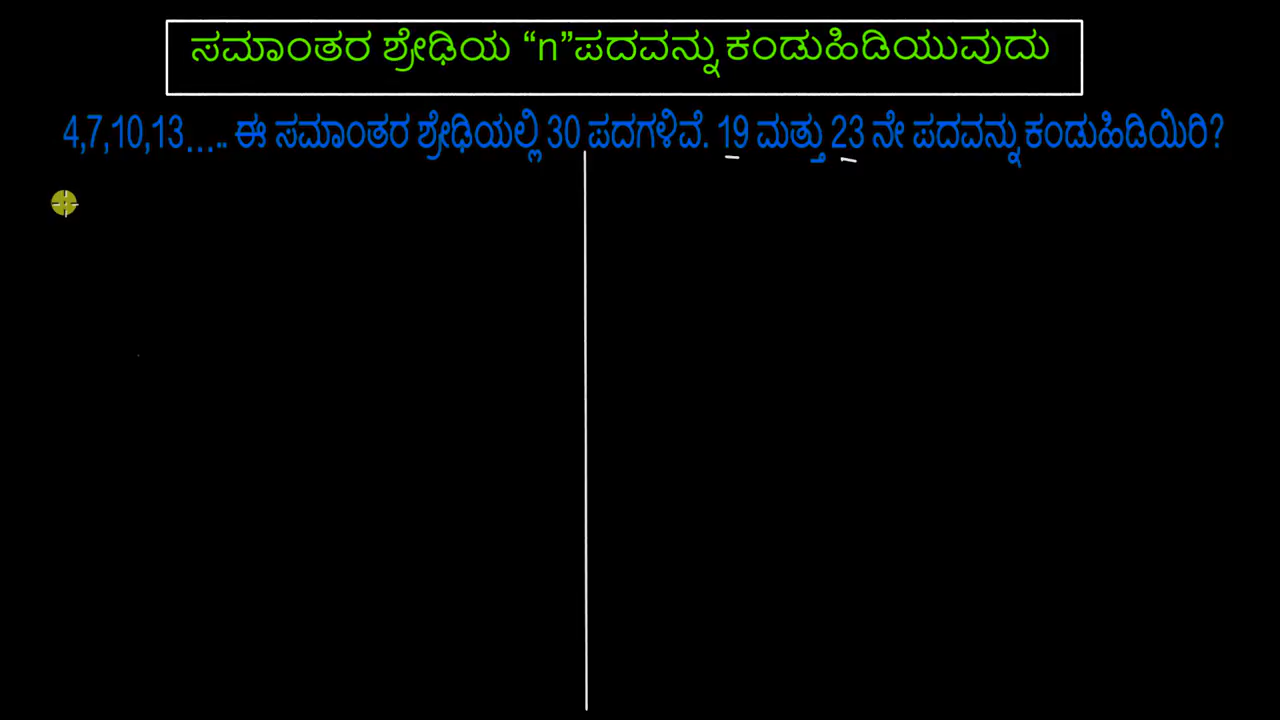 ಸಮಾಂತರ ಶ್ರೇಢಿಯ “n”ಪದವನ್ನು ಕಂಡುಹಿಡಿಯುವುದು
4,7,10,13….. ಈ ಸಮಾಂತರ ಶ್ರೇಢಿಯಲ್ಲಿ 30 ಪದಗಳಿವೆ. 19 ಮತ್ತು 23 ನೇ ಪದವನ್ನು ಕಂಡುಹಿಡಿಯಿರಿ?